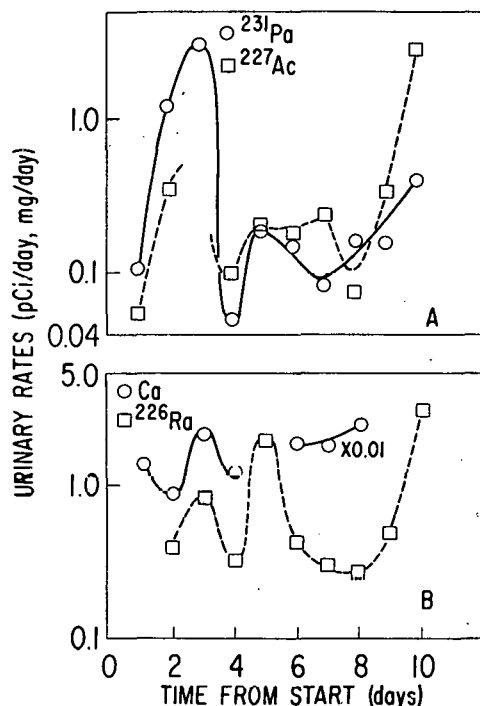 ○ ²³¹Pa
□ ²²⁷Ac
1.0
0.1
0.04
A
URINARY RATES (pCi/day, mg/day)
5.0
○ Ca
□ ²²⁶Ra
X0.01
1.0
B
0.1
0 2 4 6 8 10
TIME FROM START (days)